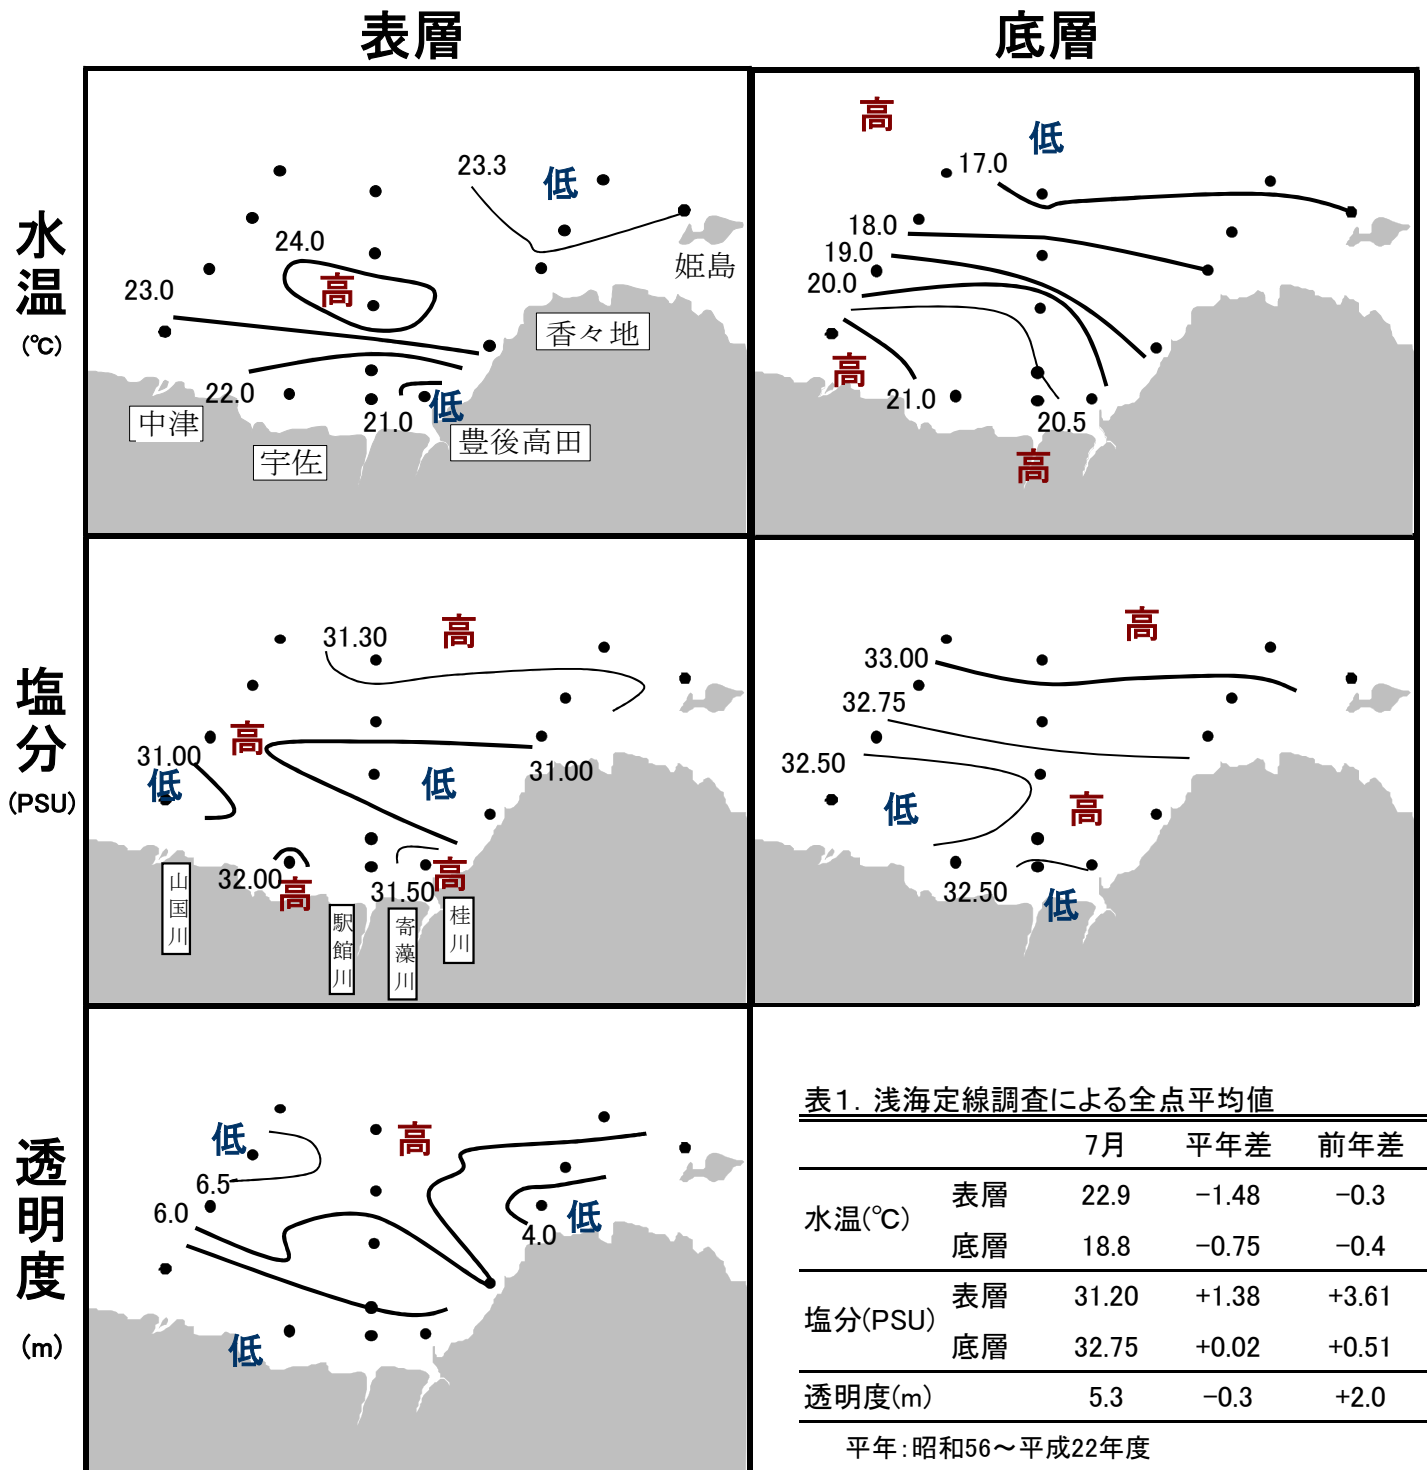 表層
底層
水温
(℃)
23.3
低
24.0
高
23.0
姫島
香々地
22.0
21.0
低
中津
宇佐
豊後高田
高
低
17.0
18.0
19.0
20.0
高
21.0
20.5
高
塩分
(PSU)
31.30
高
高
31.00
低
低
31.00
32.00
高
31.50
高
山国川
駅館川
寄藻川
桂川
高
33.00
32.75
32.50
低
高
32.50
低
透明度
(m)
低
高
6.5
6.0
低
4.0
低
表1．浅海定線調査による全点平均値
7月 平年差 前年差
水温(℃) 表層 22.9 −1.48 −0.3
底層 18.8 −0.75 −0.4
塩分(PSU) 表層 31.20 +1.38 +3.61
底層 32.75 +0.02 +0.51
透明度(m) 5.3 −0.3 +2.0
平年：昭和56～平成22年度